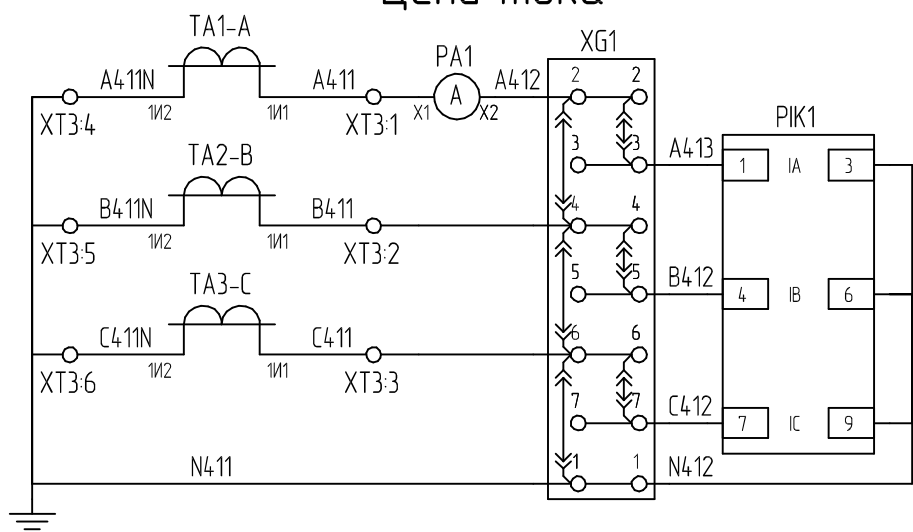 Цепи тока
TA1-A
XG1
PA1
A411N
A411
A412
2
2
1И2
1И1
X1
A
X2
XT3:4
XT3:1
PIK1
3
3
A413
1
IA
3
TA2-B
B411N
B411
4
4
1И2
1И1
XT3:5
XT3:2
5
5
B412
4
IB
6
TA3-C
C411N
C411
6
6
1И2
1И1
XT3:6
XT3:3
7
7
C412
7
IC
9
N411
1
1
N412